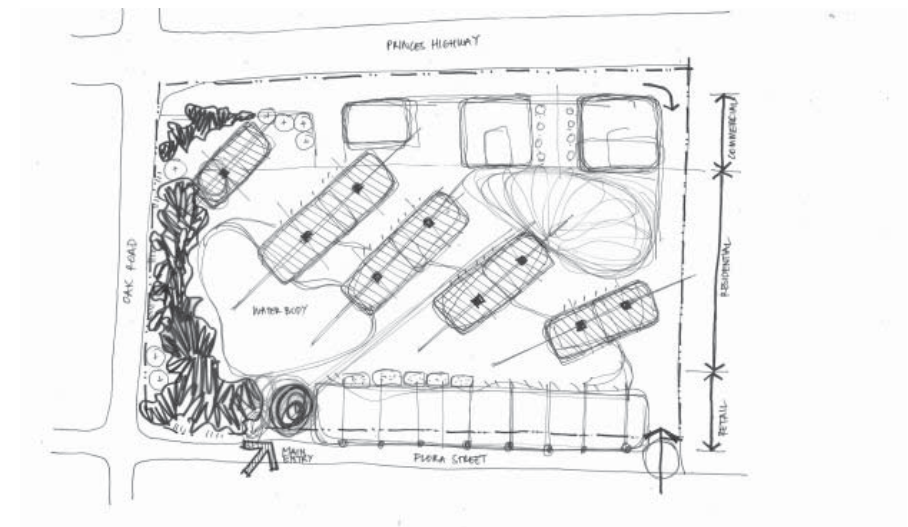 PRINCES HIGHWAY
COMMERCIAL
OAK ROAD
RESIDENTIAL
WATER BODY
RETAIL
MAIN
ENTRY
FLORA STREET